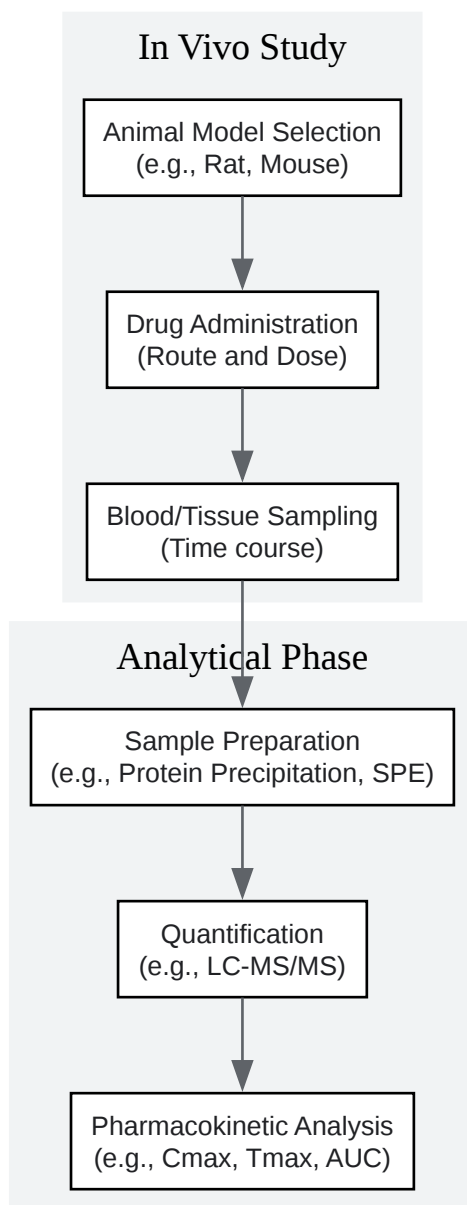 In Vivo Study
Animal Model Selection
(e.g., Rat, Mouse)
Drug Administration
(Route and Dose)
Blood/Tissue Sampling
(Time course)
Analytical Phase
Sample Preparation
(e.g., Protein Precipitation, SPE)
Quantification
(e.g., LC-MS/MS)
Pharmacokinetic Analysis
(e.g., Cmax, Tmax, AUC)